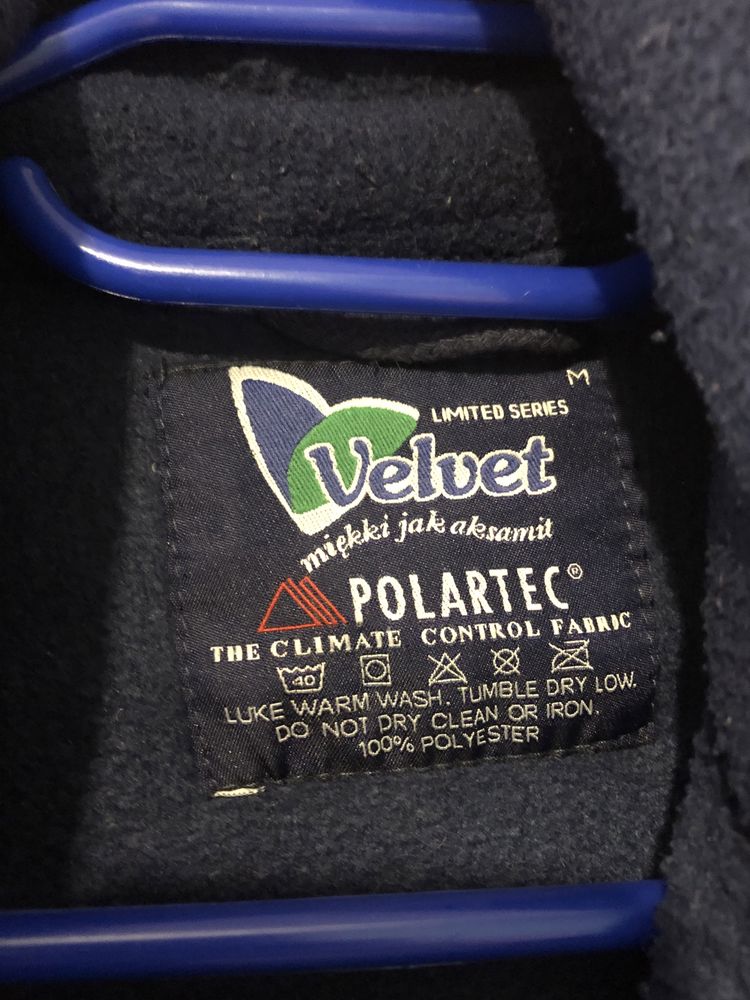 M
LIMITED SERIES
Velvet
miękki jak aksamit
POLARTEC®
THE CLIMATE CONTROL FABRIC
40
LUKE WARM WASH. TUMBLE DRY LOW.
DO NOT DRY CLEAN OR IRON.
100% POLYESTER